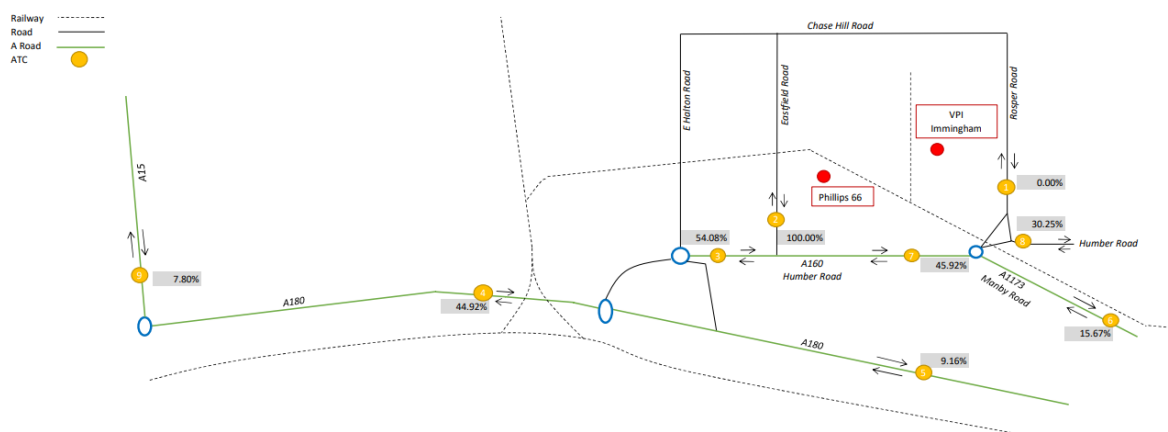 Railway
Road
A Road
ATC
Chase Hill Road
E Halton Road
Eastfield Road
Rosper Road
VPI
Immingham
A15
Phillips 66
1
0.00%
2
30.25%
54.08%
100.00%
8
Humber Road
3
7
A160
45.92%
Humber Road
9
7.80%
A1173
Manby Road
4
A180
44.92%
6
15.67%
A180
9.16%
5